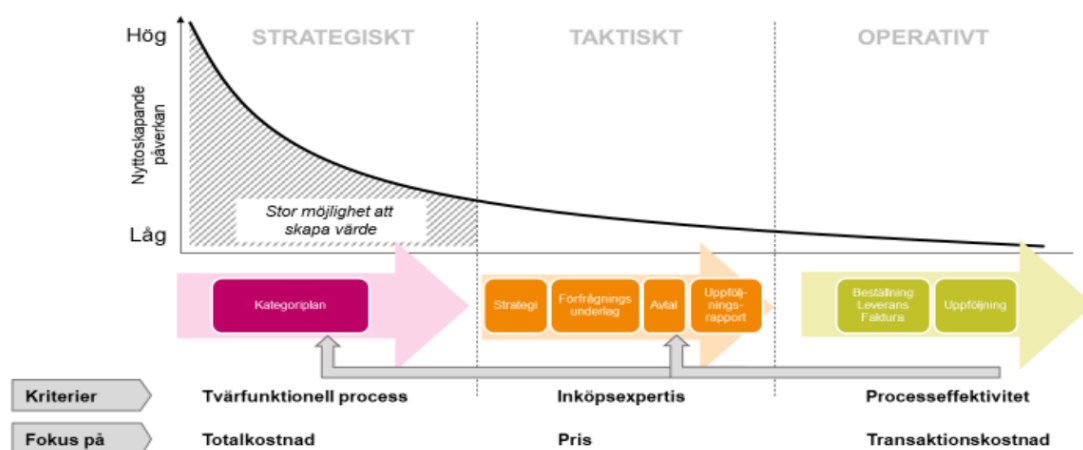 Hög
STRATEGISKT
TAKTISKT
OPERATIVT
Nyttoskapande
påverkan
Stor möjlighet att
skapa värde
Låg
Kategoriplan
Strategi
Förfrågnings
underlag
Avtal
Uppfölj-
nings-
rapport
Beställning
Leverans
Faktura
Uppföljning
Kriterier
Tvärfunktionell process
Inköpsexpertis
Processeffektivitet
Fokus på
Totalkostnad
Pris
Transaktionskostnad